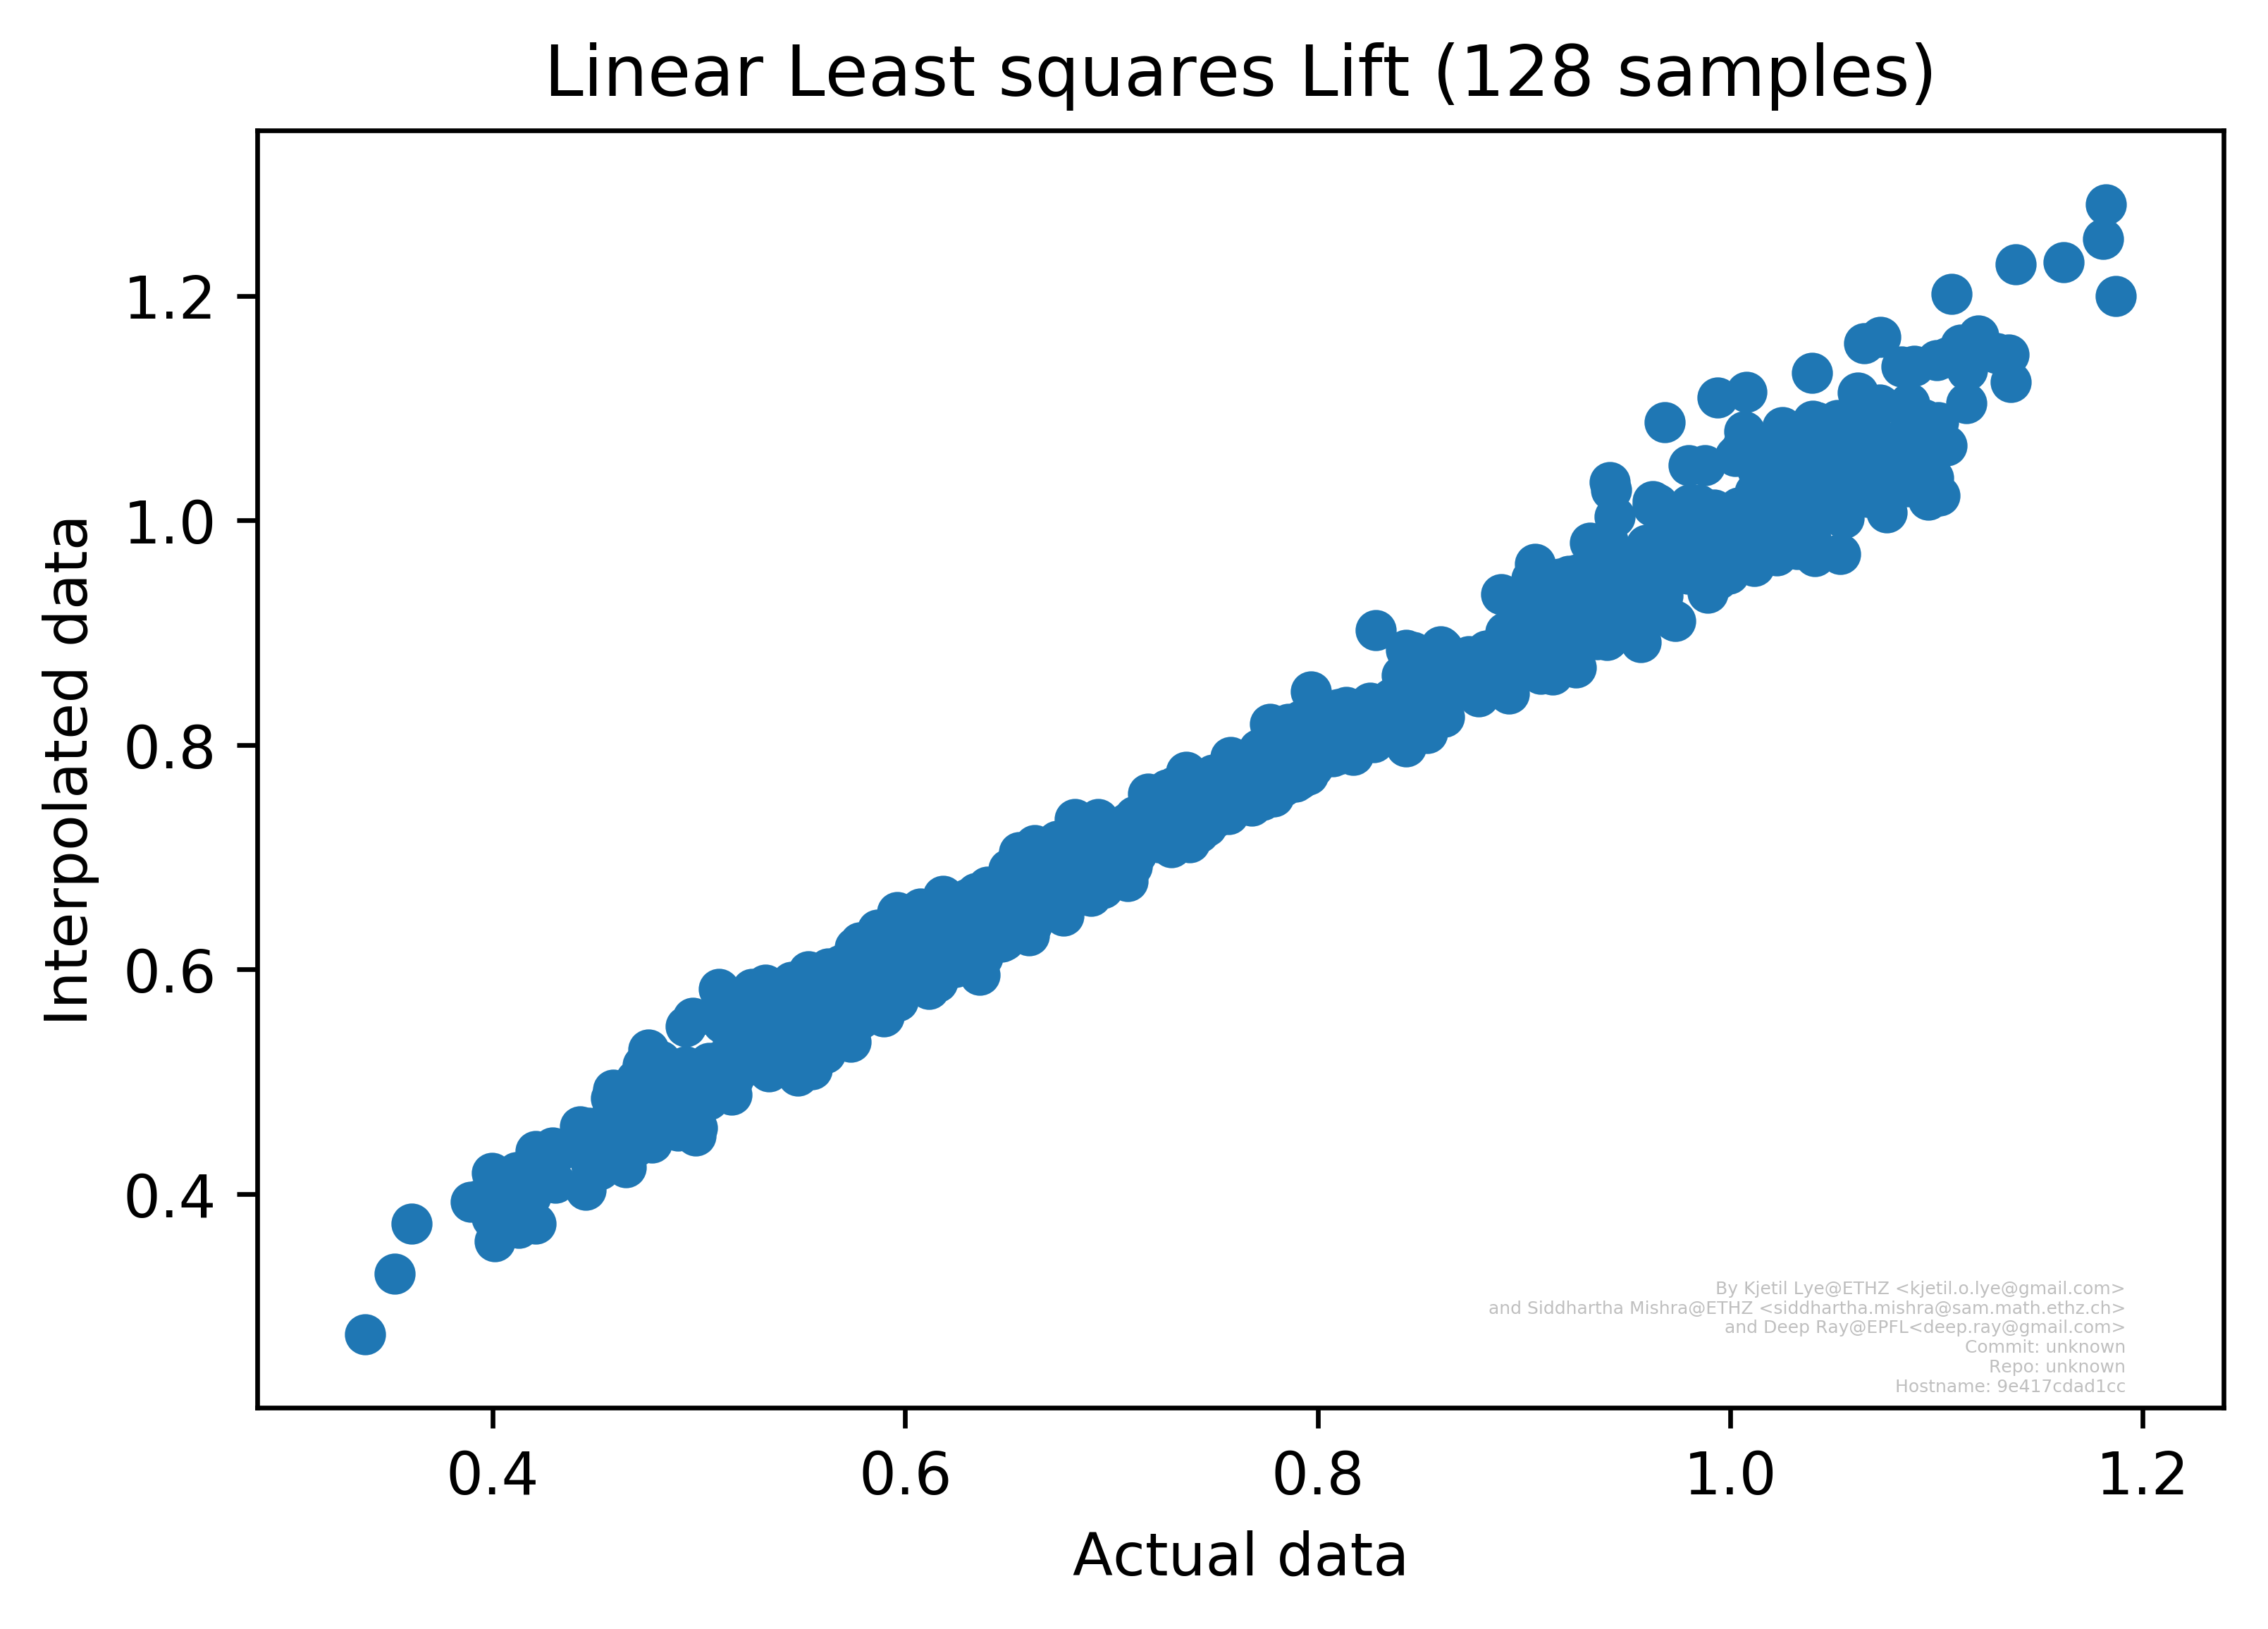 Linear Least squares Lift (128 samples)
Interpolated data
1.2
1.0
0.8
0.6
0.4
By Kjetil Lye@ETHZ <kjetil.o.lye@gmail.com>
and Siddhartha Mishra@ETHZ <siddhartha.mishra@sam.math.ethz.ch>
and Deep Ray@EPFL<deep.ray@gmail.com>
Commit: unknown
Repo: unknown
Hostname: 9e417cdad1cc
0.4 0.6 0.8 1.0 1.2
Actual data